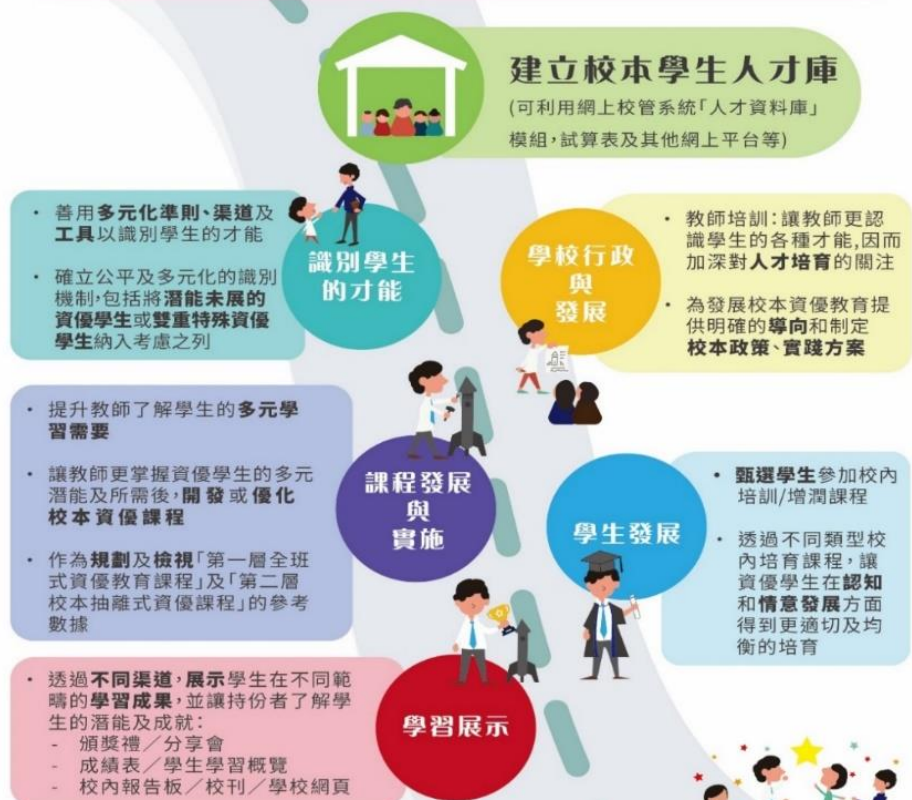 建立校本學生人才庫
(可利用網上校管系統「人才資料庫」
模組，試算表及其他網上平台等)
• 善用多元化準則、渠道及
工具以識別學生的才能
• 確立公平及多元化的識別
機制，包括將潛能未展的
資優學生或雙重特殊資優
學生納入考慮之列
識別學生
的才能
學校行政
與
發展
• 教師培訓：讓教師更認
識學生的各種才能，因而
加深對人才培育的關注
• 為發展校本資優教育提
供明確的導向和制定
校本政策、實踐方案
• 提升教師了解學生的多元學
習需要
• 讓教師更掌握資優學生的多元
潛能及所需後，開發或優化
校本資優課程
• 作為規劃及檢視「第一層全班
式資優教育課程」及「第二層
校本抽離式資優課程」的參考
數據
課程發展
與
實施
學生發展
• 甄選學生參加校內
培訓/增潤課程
• 透過不同類型校
內培育課程，讓
資優學生在認知
和情意發展方面
得到更適切及均
衡的培育
• 透過不同渠道，展示學生在不同範
疇的學習成果，並讓持份者了解學
生的潛能及成就：
- 頒獎禮／分享會
- 成績表／學生學習概覽
- 校內報告板／校刊／學校網頁
學習展示